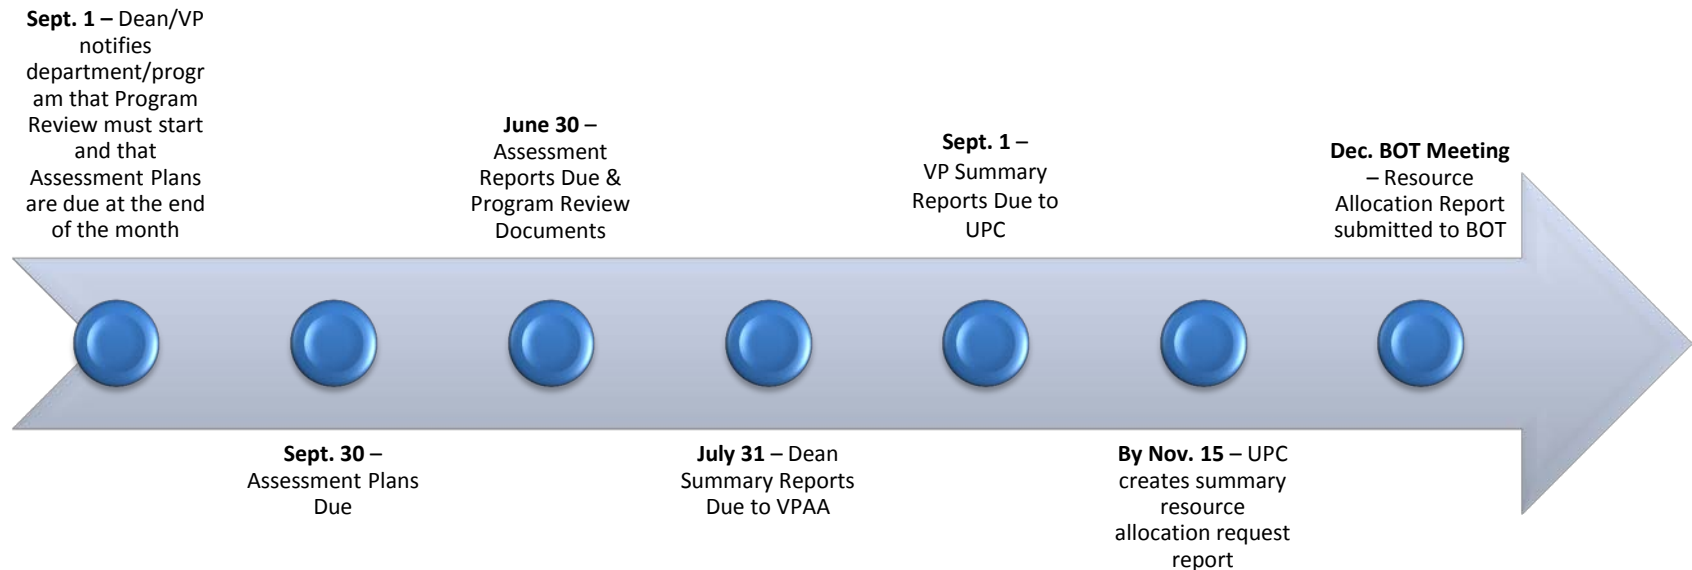 Sept. 1 – Dean/VP
notifies
department/progr
am that Program
Review must start
and that
Assessment Plans
are due at the end
of the month
Sept. 30 –
Assessment Plans
Due
June 30 –
Assessment
Reports Due &
Program Review
Documents
July 31 – Dean
Summary Reports
Due to VPAA
Sept. 1 –
VP Summary
Reports Due to
UPC
By Nov. 15 – UPC
creates summary
resource
allocation request
report
Dec. BOT Meeting
– Resource
Allocation Report
submitted to BOT